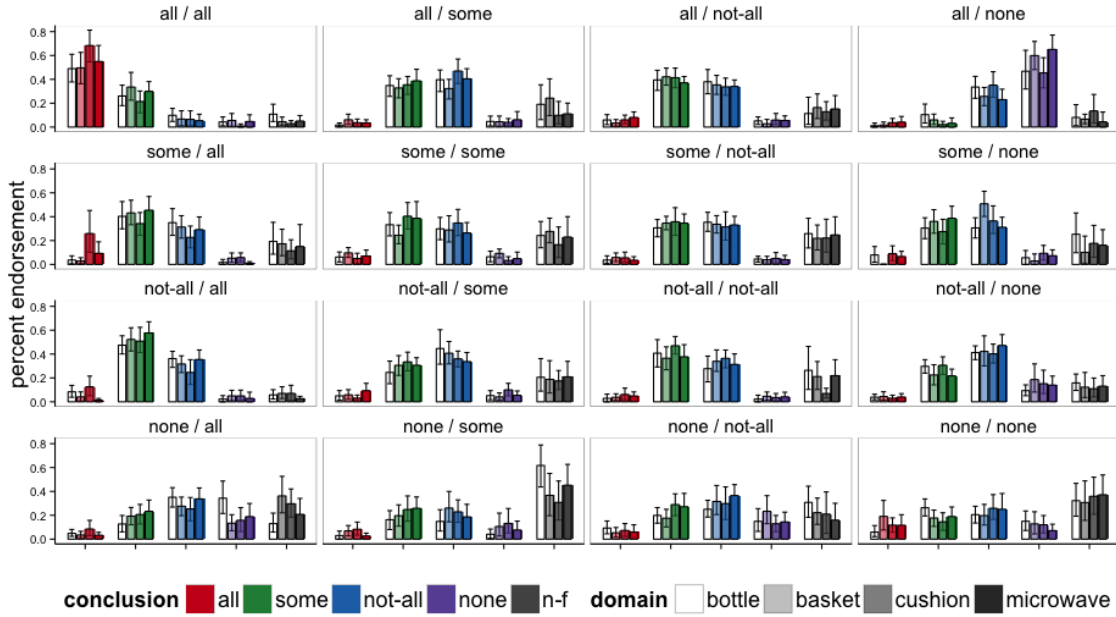 all / all
all / some
all / not-all
all / none
0.8
0.6
0.4
0.2
0.0
some / all
some / some
some / not-all
some / none
0.8
0.6
0.4
0.2
0.0
not-all / all
not-all / some
not-all / not-all
not-all / none
0.8
0.6
0.4
0.2
0.0
none / all
none / some
none / not-all
none / none
0.8
0.6
0.4
0.2
0.0
percent endorsement
conclusion all some not-all none n-f domain bottle basket cushion microwave